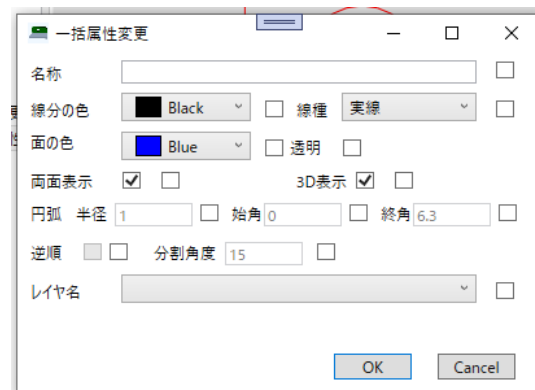 一括属性変更
名称
線分の色 Black 線種 実線
面の色 Blue 透明
両面表示 3D表示
円弧 半径 1 始角 0 終角 6.3
逆順 分割角度 15
レイヤ名
OK Cancel